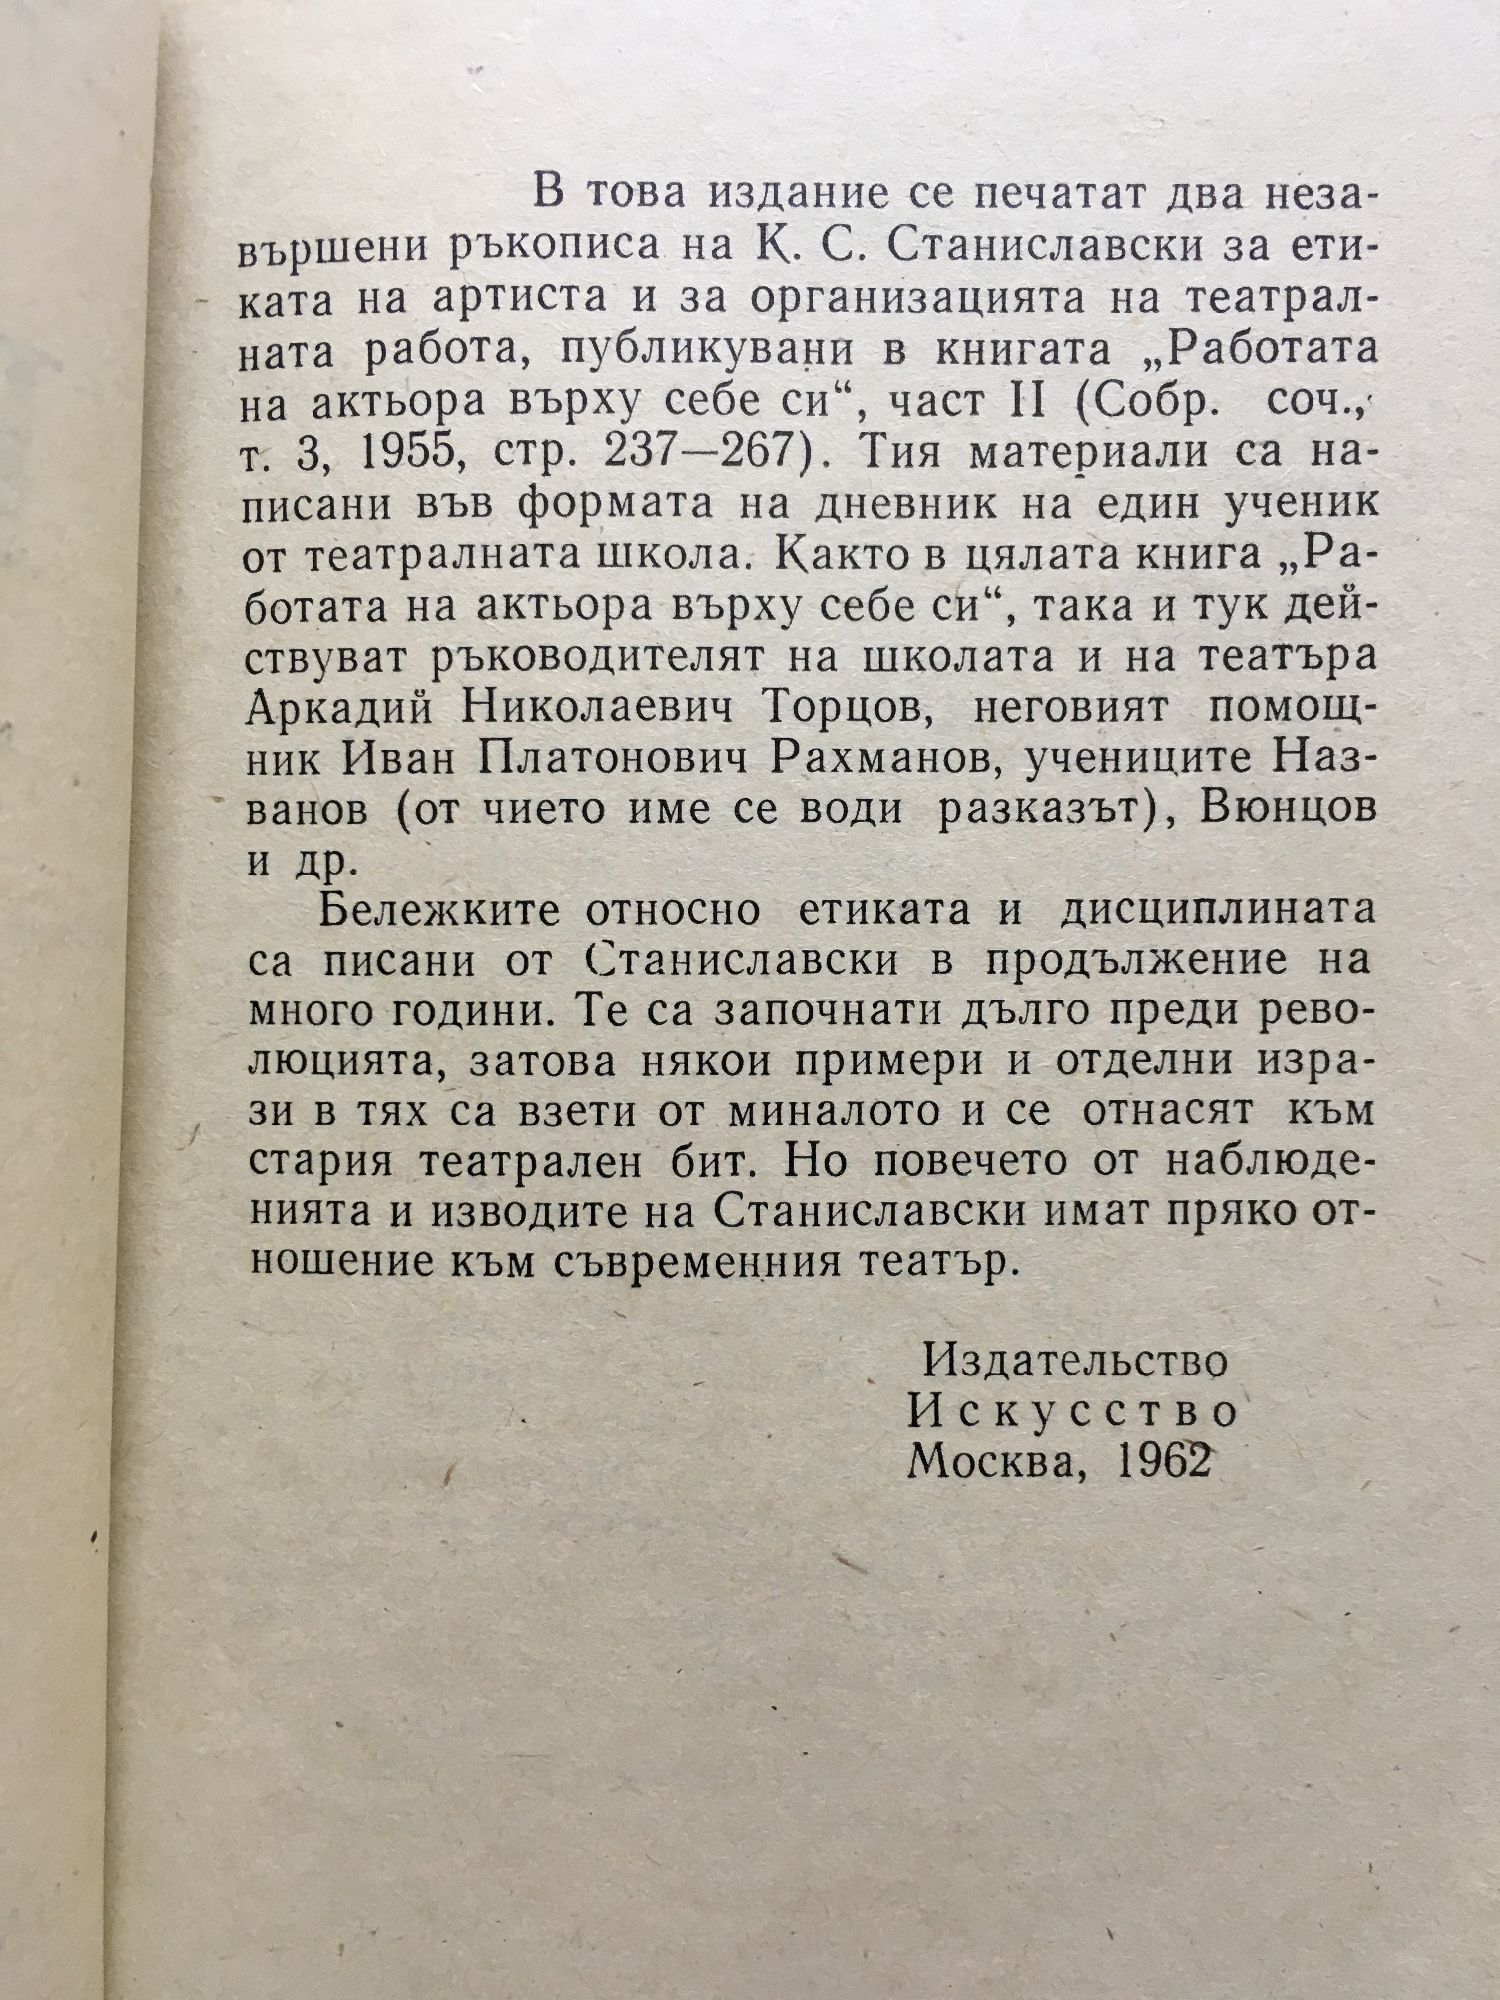 В това издание се печатат два неза-
вършени ръкописа на К. С. Станиславски за ети-
ката на артиста и за организацията на театрал-
ната работа, публикувани в книгата „Работата
на актьора върху себе си“, част II (Собр. соч.,
т. 3, 1955, стр. 237—267). Тия материали са на-
писани във формата на дневник на един ученик
от театралната школа. Както в цялата книга „Ра-
ботата на актьора върху себе си“, така и тук дей-
ствуват ръководителят на школата и на театъра
Аркадий Николаевич Торцов, неговият помощ-
ник Иван Платонович Рахманов, учениците Наз-
ванов (от чието име се води разказът), Вюнцов
и др.
Бележките относно етиката и дисциплината
са писани от Станиславски в продължение на
много години. Те са започнати дълго преди рево-
люцията, затова някои примери и отделни изра-
зи в тях са взети от миналото и се отнасят към
стария театрален бит. Но повечето от наблюде-
нията и изводите на Станиславски имат пряко от-
ношение към съвременния театър.
Издательство
Искусство
Москва, 1962